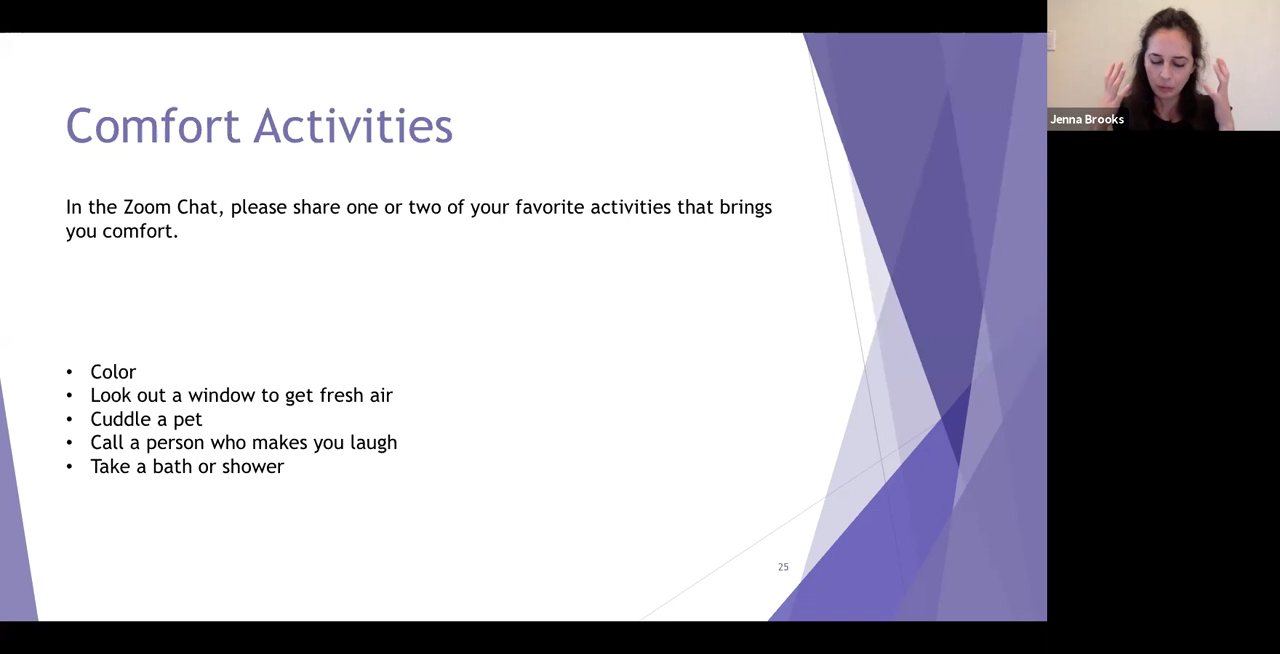 Comfort Activities
In the Zoom Chat, please share one or two of your favorite activities that brings
you comfort.
• Color
• Look out a window to get fresh air
• Cuddle a pet
• Call a person who makes you laugh
• Take a bath or shower
25
Jenna Brooks